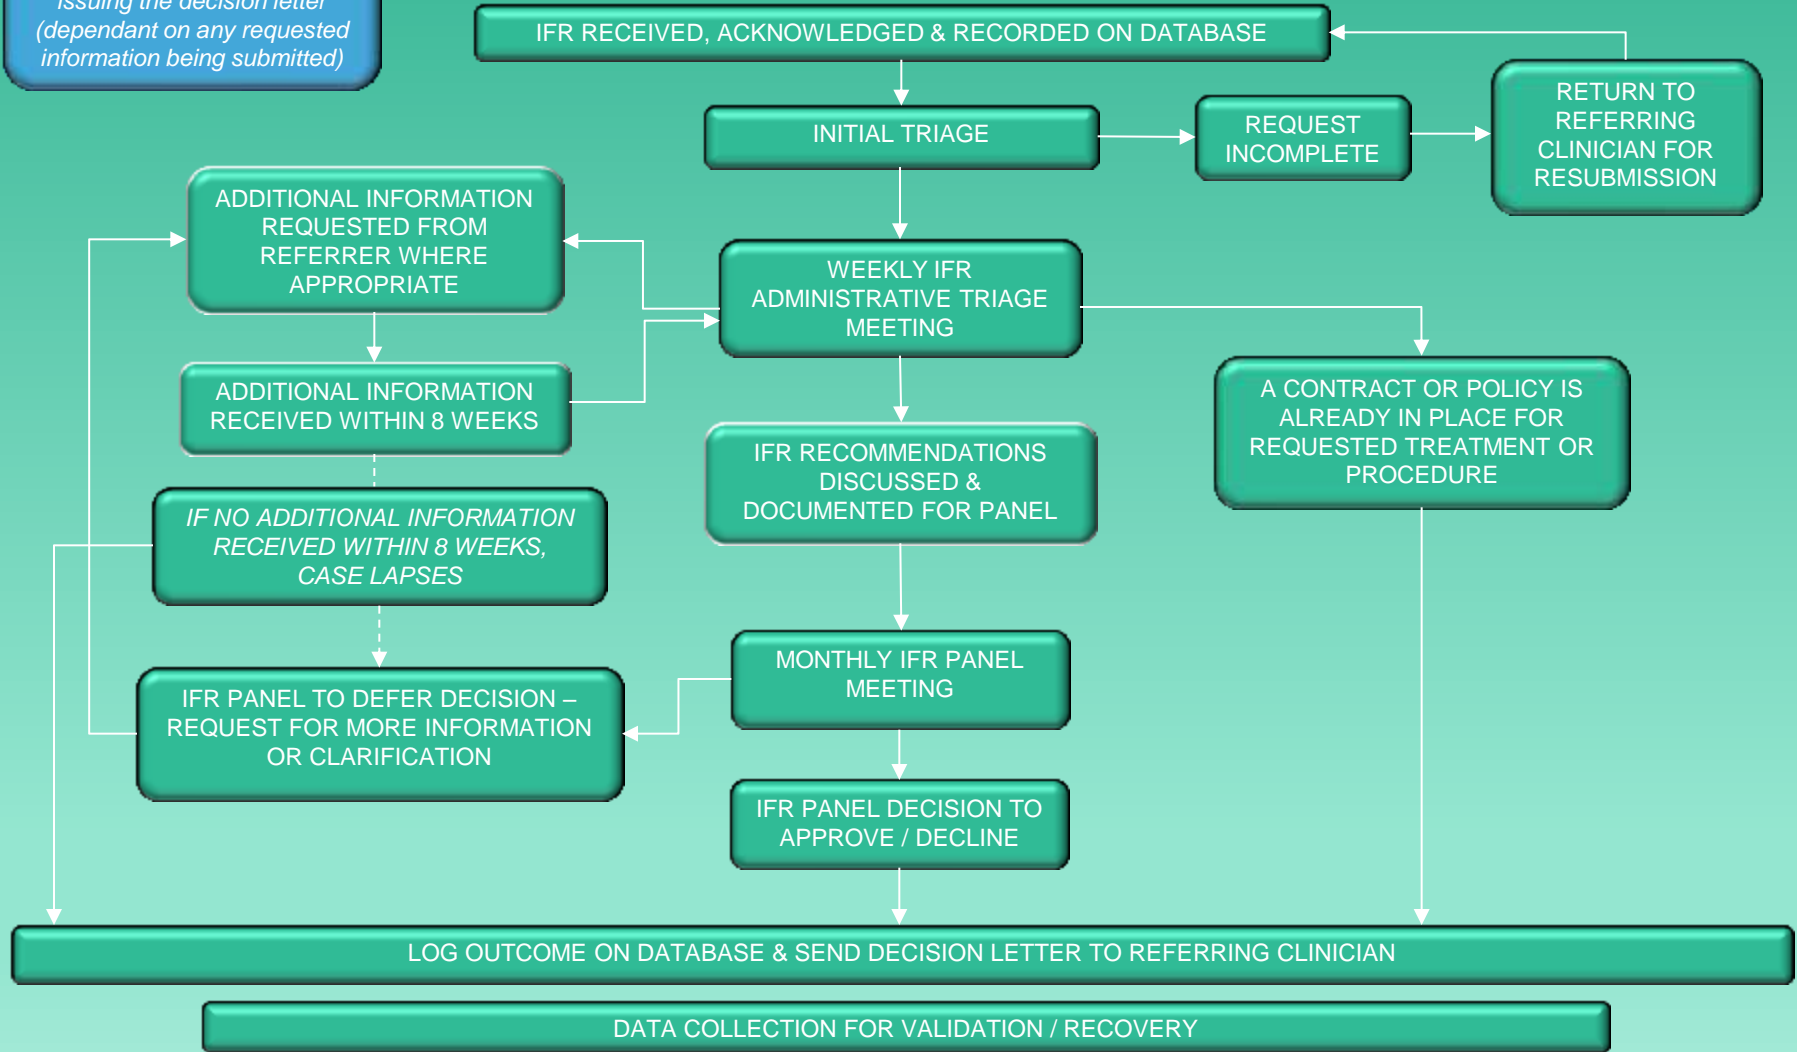 issuing the decision letter
(dependant on any requested
information being submitted)
IFR RECEIVED, ACKNOWLEDGED & RECORDED ON DATABASE
INITIAL TRIAGE
REQUEST
INCOMPLETE
RETURN TO
REFERRING
CLINICIAN FOR
RESUBMISSION
ADDITIONAL INFORMATION
REQUESTED FROM
REFERRER WHERE
APPROPRIATE
WEEKLY IFR
ADMINISTRATIVE TRIAGE
MEETING
ADDITIONAL INFORMATION
RECEIVED WITHIN 8 WEEKS
A CONTRACT OR POLICY IS
ALREADY IN PLACE FOR
REQUESTED TREATMENT OR
PROCEDURE
IFR RECOMMENDATIONS
DISCUSSED &
DOCUMENTED FOR PANEL
IF NO ADDITIONAL INFORMATION
RECEIVED WITHIN 8 WEEKS,
CASE LAPSES
MONTHLY IFR PANEL
MEETING
IFR PANEL TO DEFER DECISION –
REQUEST FOR MORE INFORMATION
OR CLARIFICATION
IFR PANEL DECISION TO
APPROVE / DECLINE
LOG OUTCOME ON DATABASE & SEND DECISION LETTER TO REFERRING CLINICIAN
DATA COLLECTION FOR VALIDATION / RECOVERY